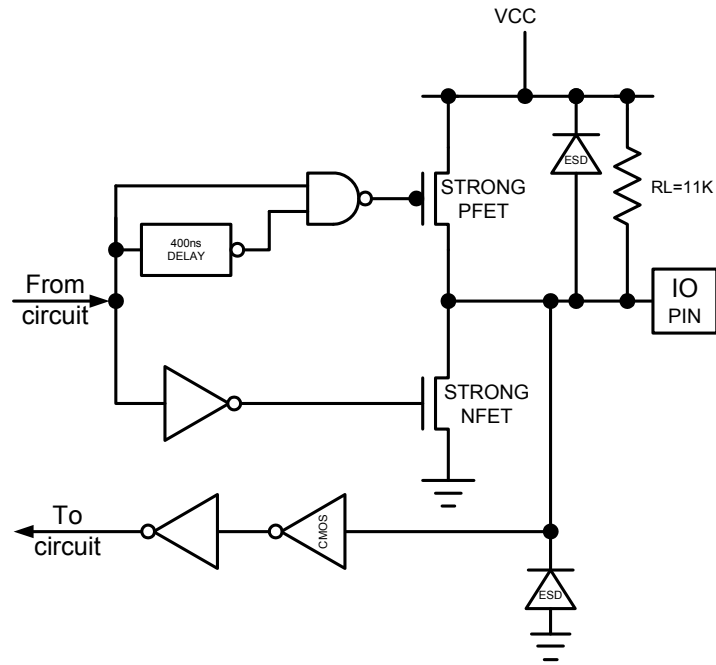 VCC
ESD
STRONG
PFET
RL=11K
400ns
DELAY
From
circuit
IO
PIN
STRONG
NFET
To
circuit
CMOS
ESD